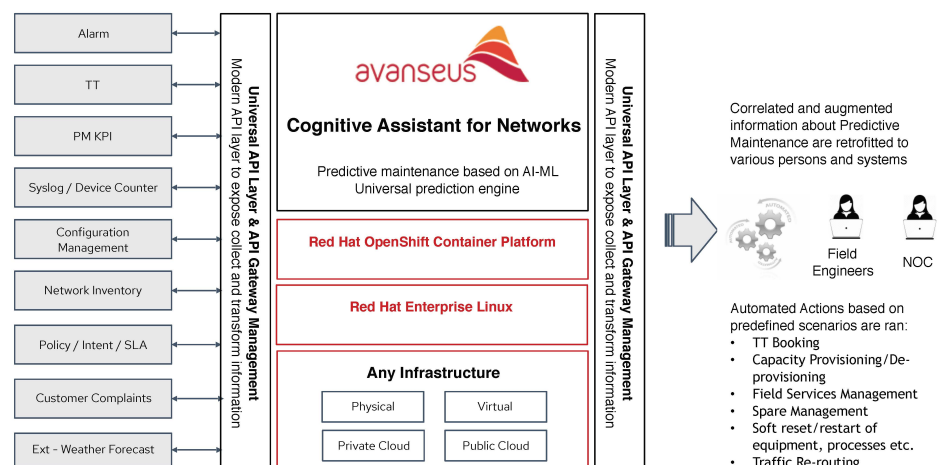 Alarm
TT
PM KPI
Syslog / Device Counter
Configuration
Management
Network Inventory
Policy / Intent / SLA
Customer Complaints
Ext - Weather Forecast
Universal API Layer & API Gateway Management
Modern API layer to expose collect and transform information
avanseus
Cognitive Assistant for Networks
Predictive maintenance based on AI-ML
Universal prediction engine
Red Hat OpenShift Container Platform
Red Hat Enterprise Linux
Any Infrastructure
Physical
Virtual
Private Cloud
Public Cloud
Universal API Layer & API Gateway Management
Modern API layer to expose collect and transform information
Correlated and augmented
information about Predictive
Maintenance are retrofitted to
various persons and systems
AUTOMATED
Field
Engineers
NOC
Automated Actions based on
predefined scenarios are ran:
• TT Booking
• Capacity Provisioning/De-
provisioning
• Field Services Management
• Spare Management
• Soft reset/restart of
equipment, processes etc.
• Traffic Re-routing